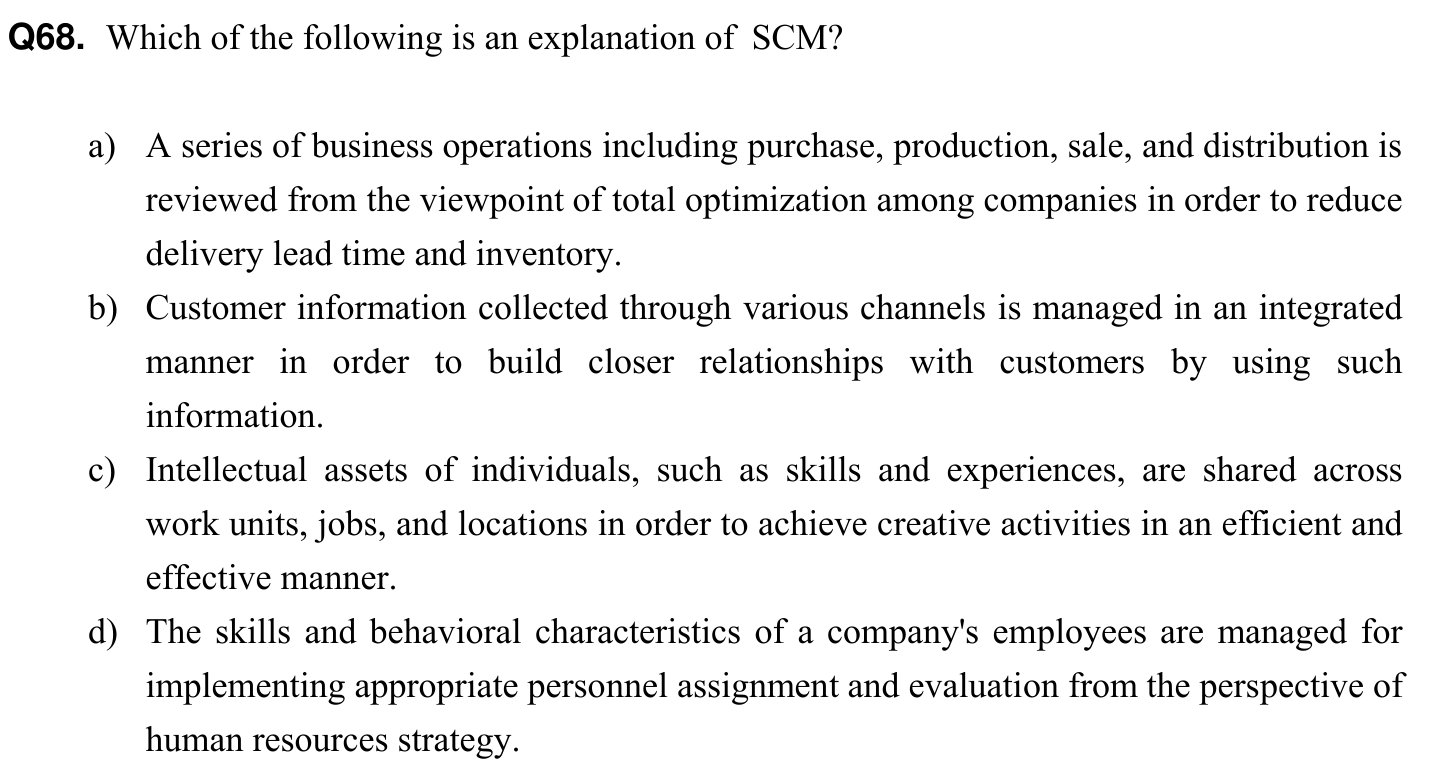 Q68. Which of the following is an explanation of SCM?
a) A series of business operations including purchase, production, sale, and distribution is
reviewed from the viewpoint of total optimization among companies in order to reduce
delivery lead time and inventory.
b) Customer information collected through various channels is managed in an integrated
manner in order to build closer relationships with customers by using such
information.
c) Intellectual assets of individuals, such as skills and experiences, are shared across
work units, jobs, and locations in order to achieve creative activities in an efficient and
effective manner.
d) The skills and behavioral characteristics of a company's employees are managed for
implementing appropriate personnel assignment and evaluation from the perspective of
human resources strategy.